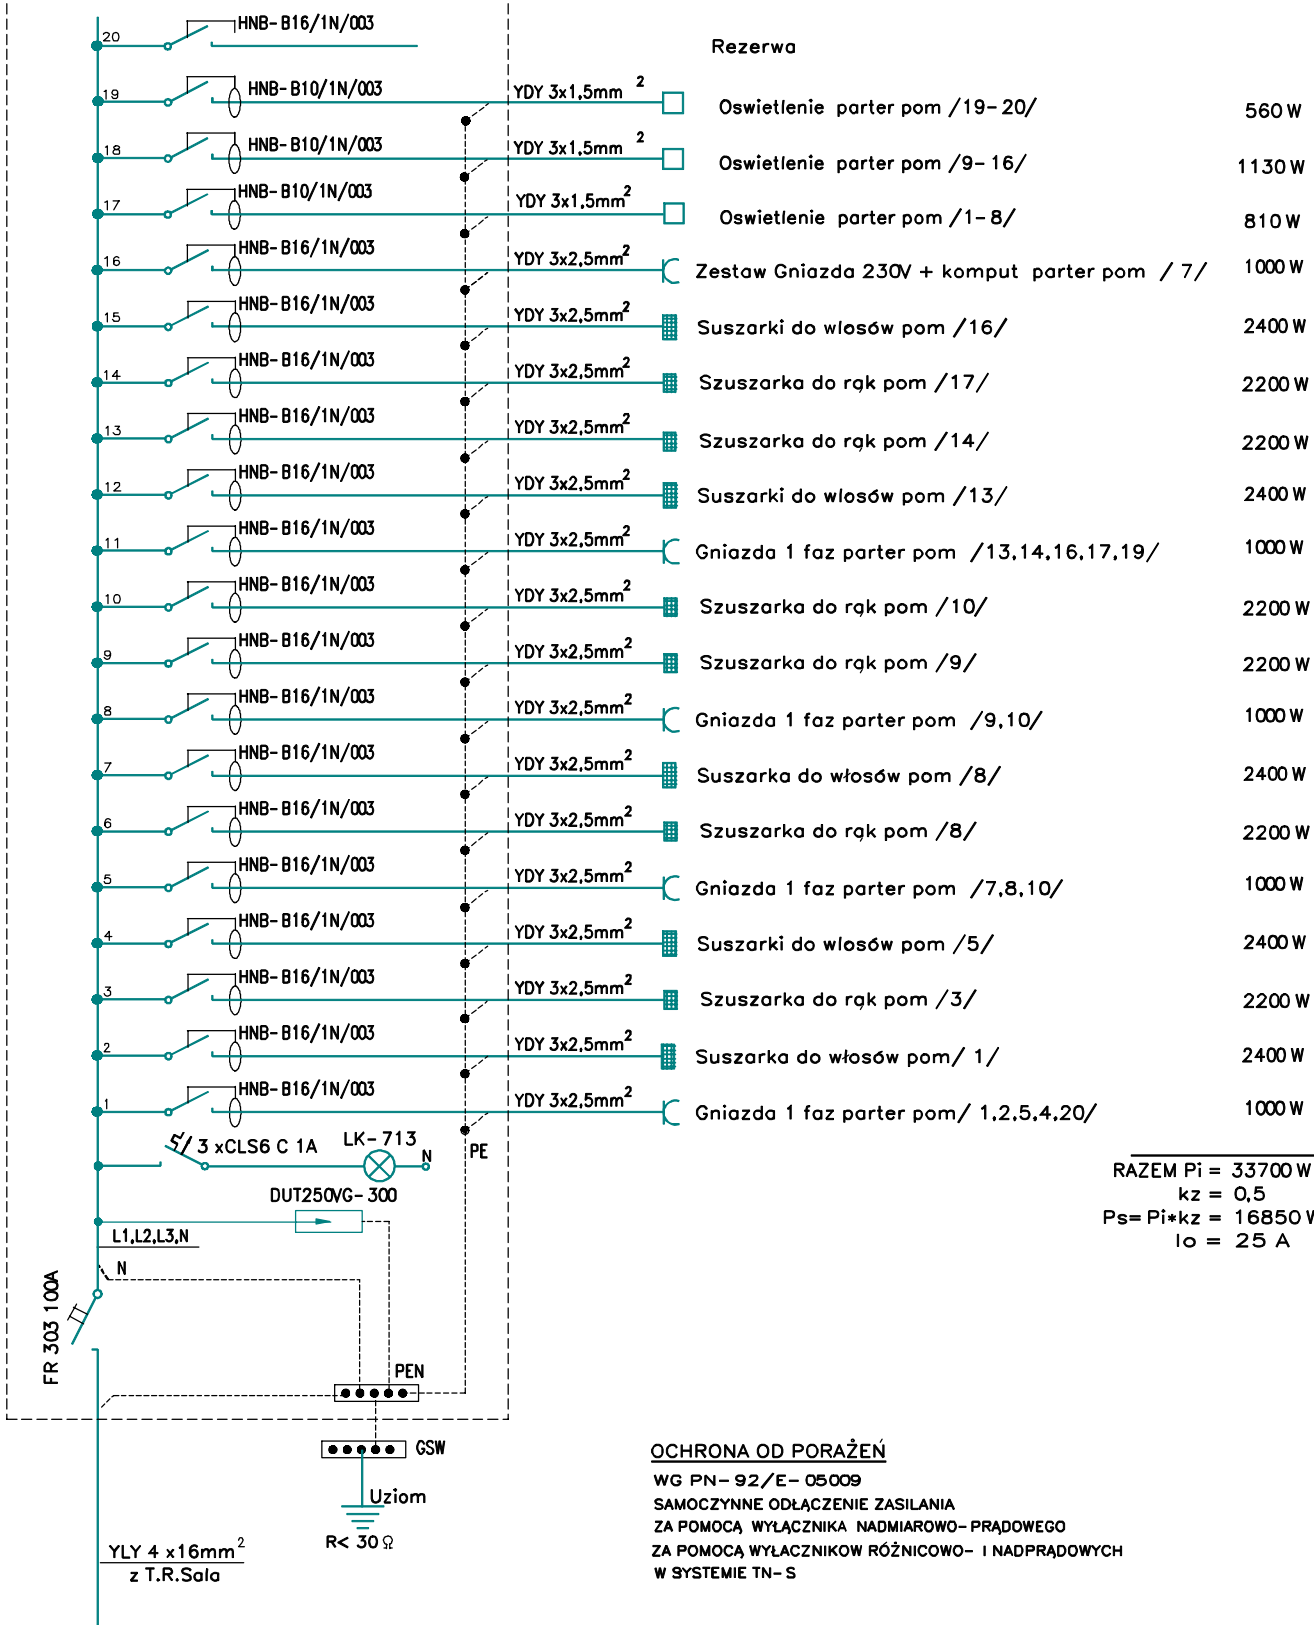 20 HNB-B16/1N/003 Rezerwa
19 HNB-B10/1N/003 YDY 3x1,5mm 2 Oswietlenie parter pom /19-20/ 560 W
18 HNB-B10/1N/003 YDY 3x1,5mm 2 Oswietlenie parter pom /9-16/ 1130 W
17 HNB-B10/1N/003 YDY 3x1,5mm2 Oswietlenie parter pom /1-8/ 810 W
16 HNB-B16/1N/003 YDY 3x2,5mm2 Zestaw Gniazda 230V + komput parter pom / 7/ 1000 W
15 HNB-B16/1N/003 YDY 3x2,5mm2 Suszarki do wlosów pom /16/ 2400 W
14 HNB-B16/1N/003 YDY 3x2,5mm2 Szuszarka do rąk pom /17/ 2200 W
13 HNB-B16/1N/003 YDY 3x2,5mm2 Szuszarka do rąk pom /14/ 2200 W
12 HNB-B16/1N/003 YDY 3x2,5mm2 Suszarki do wlosów pom /13/ 2400 W
11 HNB-B16/1N/003 YDY 3x2,5mm2 Gniazda 1 faz parter pom /13,14,16,17,19/ 1000 W
10 HNB-B16/1N/003 YDY 3x2,5mm2 Szuszarka do rąk pom /10/ 2200 W
9 HNB-B16/1N/003 YDY 3x2,5mm2 Szuszarka do rąk pom /9/ 2200 W
8 HNB-B16/1N/003 YDY 3x2,5mm2 Gniazda 1 faz parter pom /9,10/ 1000 W
7 HNB-B16/1N/003 YDY 3x2,5mm2 Suszarka do włosów pom /8/ 2400 W
6 HNB-B16/1N/003 YDY 3x2,5mm2 Szuszarka do rąk pom /8/ 2200 W
5 HNB-B16/1N/003 YDY 3x2,5mm2 Gniazda 1 faz parter pom /7,8,10/ 1000 W
4 HNB-B16/1N/003 YDY 3x2,5mm2 Suszarki do wlosów pom /5/ 2400 W
3 HNB-B16/1N/003 YDY 3x2,5mm2 Szuszarka do rąk pom /3/ 2200 W
2 HNB-B16/1N/003 YDY 3x2,5mm2 Suszarka do włosów pom/ 1/ 2400 W
1 HNB-B16/1N/003 YDY 3x2,5mm2 Gniazda 1 faz parter pom/ 1,2,5,4,20/ 1000 W
3 xCLS6 C 1A LK-713 N PE
RAZEM Pi = 33700 W
kz = 0,5
Ps=Pi*kz = 16850 W
Io = 25 A
DUT250VG-300
L1,L2,L3,N
N
FR 303 100A
PEN
GSW
Uziom
R< 30 Ω
YLY 4 x16mm2
z T.R.Sala
OCHRONA OD PORAŻEŃ
WG PN-92/E-05009
SAMOCZYNNE ODŁĄCZENIE ZASILANIA
ZA POMOCĄ WYŁĄCZNIKA NADMIAROWO-PRĄDOWEGO
ZA POMOCĄ WYŁACZNIKOW RÓŻNICOWO- I NADPRĄDOWYCH
W SYSTEMIE TN-S